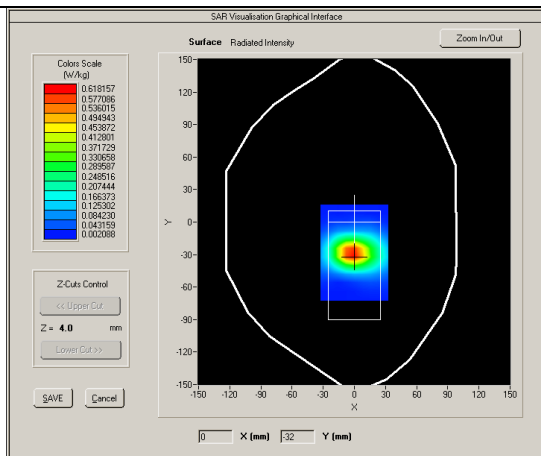 SAR Visualisation Graphical Interface
Surface Radiated Intensity
Zoom In/Out
Colors Scale
(W/kg)
0.618157
0.577086
0.536015
0.494943
0.453872
0.412801
0.371729
0.330658
0.289587
0.248516
0.207444
0.166373
0.125302
0.084230
0.043159
0.002088
Z-Cuts Control
<< Upper Cut
Z = 4.0 mm
Lower Cut >>
SAVE Cancel
150
120
90
60
30
0
-30
-60
-90
-120
-150
Y
-150 -120 -90 -60 -30 0 30 60 90 120 150
X
0 X (mm) -32 Y (mm)